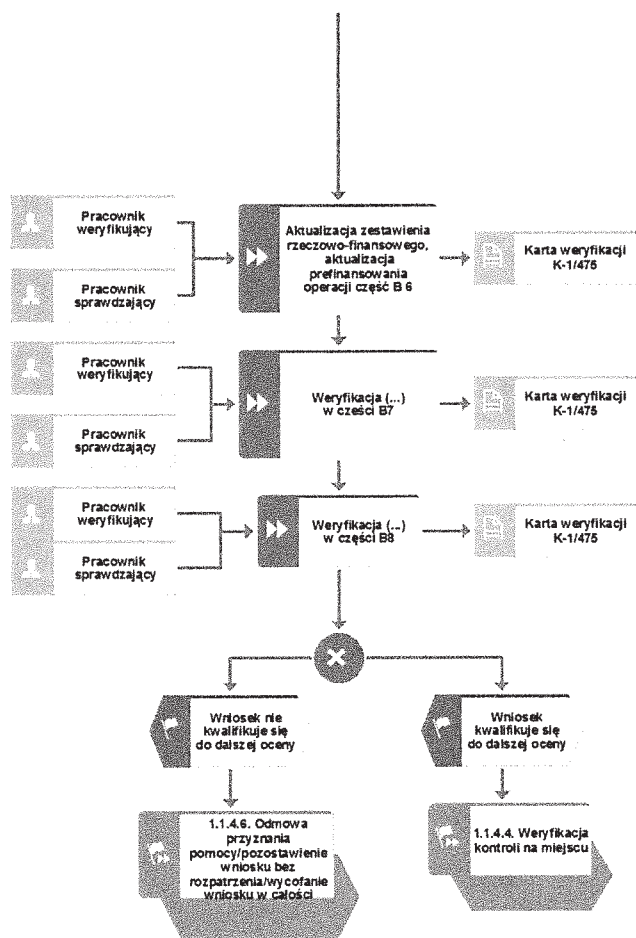 Pracownik
weryfikujący
Pracownik
sprawdzający
Aktualizacja zestawienia
rzeczowo-finansowego,
aktualizacja
prefinansowania
operacji część B 6
Karta weryfikacji
K-1/475
Pracownik
weryfikujący
Pracownik
sprawdzający
Weryfikacja (...)
w cześci B7
Karta weryfikacji
K-1/475
Pracownik
weryfikujący
Pracownik
sprawdzający
Weryfikacja (...)
w części B8
Karta weryfikacji
K-1/475
Wniosek nie
kwalifikuje się
do dalszej oceny
Wniosek
kwalifikuje się
do dalszej oceny
1.1.4.6. Odmowa
przyznania
pomocy/pozostawienie
wniosku bez
rozpatrzenia/wycofanie
wniosku w całości
1.1.4.4. Weryfikacja
kontroli na miejscu